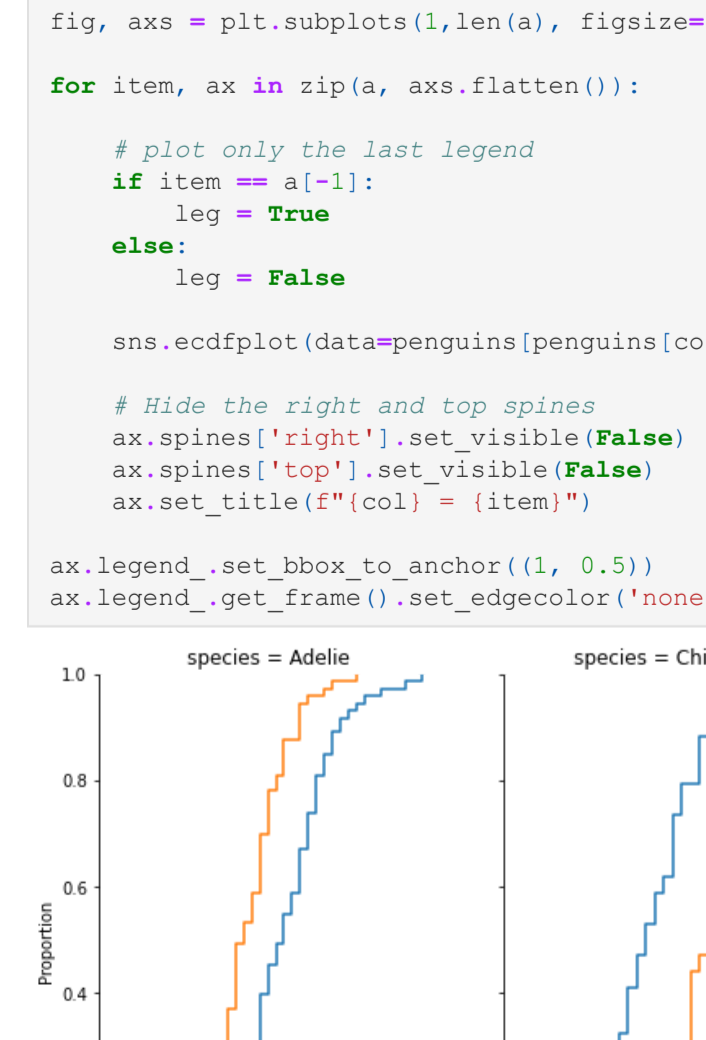 fig, axs = plt.subplots(1,len(a), figsize=
for item, ax in zip(a, axs.flatten()):
# plot only the last legend
if item == a[-1]:
leg = True
else:
leg = False
sns.ecdfplot(data=penguins[penguins[co
# Hide the right and top spines
ax.spines['right'].set_visible(False)
ax.spines['top'].set_visible(False)
ax.set_title(f"{col} = {item}")
ax.legend_.set_bbox_to_anchor((1, 0.5))
ax.legend_.get_frame().set_edgecolor('none
species = Adelie species = Chi
1.0
0.8
0.6
Proportion
0.4